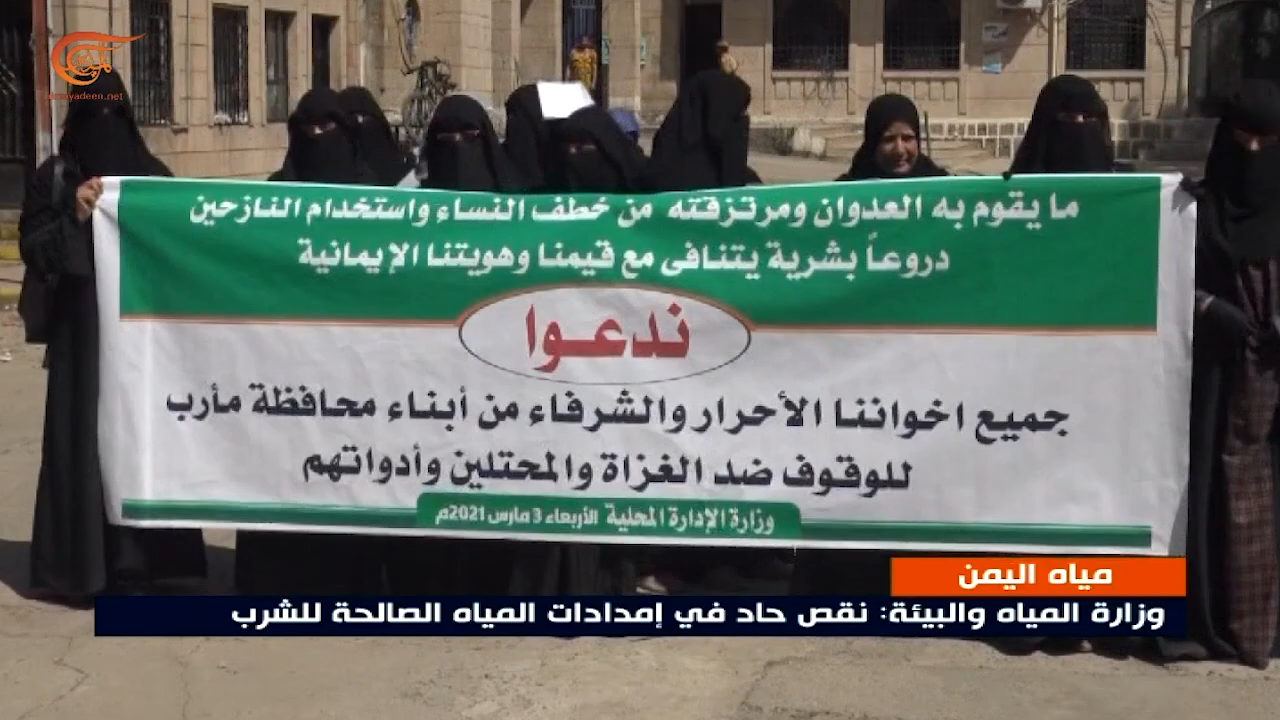 almayadeen.net
ما يقوم به العدوان ومرتزقته من خطف النساء واستخدام النازحين
دروعاً بشرية يتنافى مع قيمنا وهويتنا الإيمانية
ندعوا
جميع اخواننا الأحرار والشرفاء من أبناء محافظة مأرب
للوقوف ضد الغزاة والمحتلين وأدواتهم
وزارة الإدارة المحلية الأربعاء 3 مارس 2021م
مياه اليمن
وزارة المياه والبيئة: نقص حاد في إمدادات المياه الصالحة للشرب